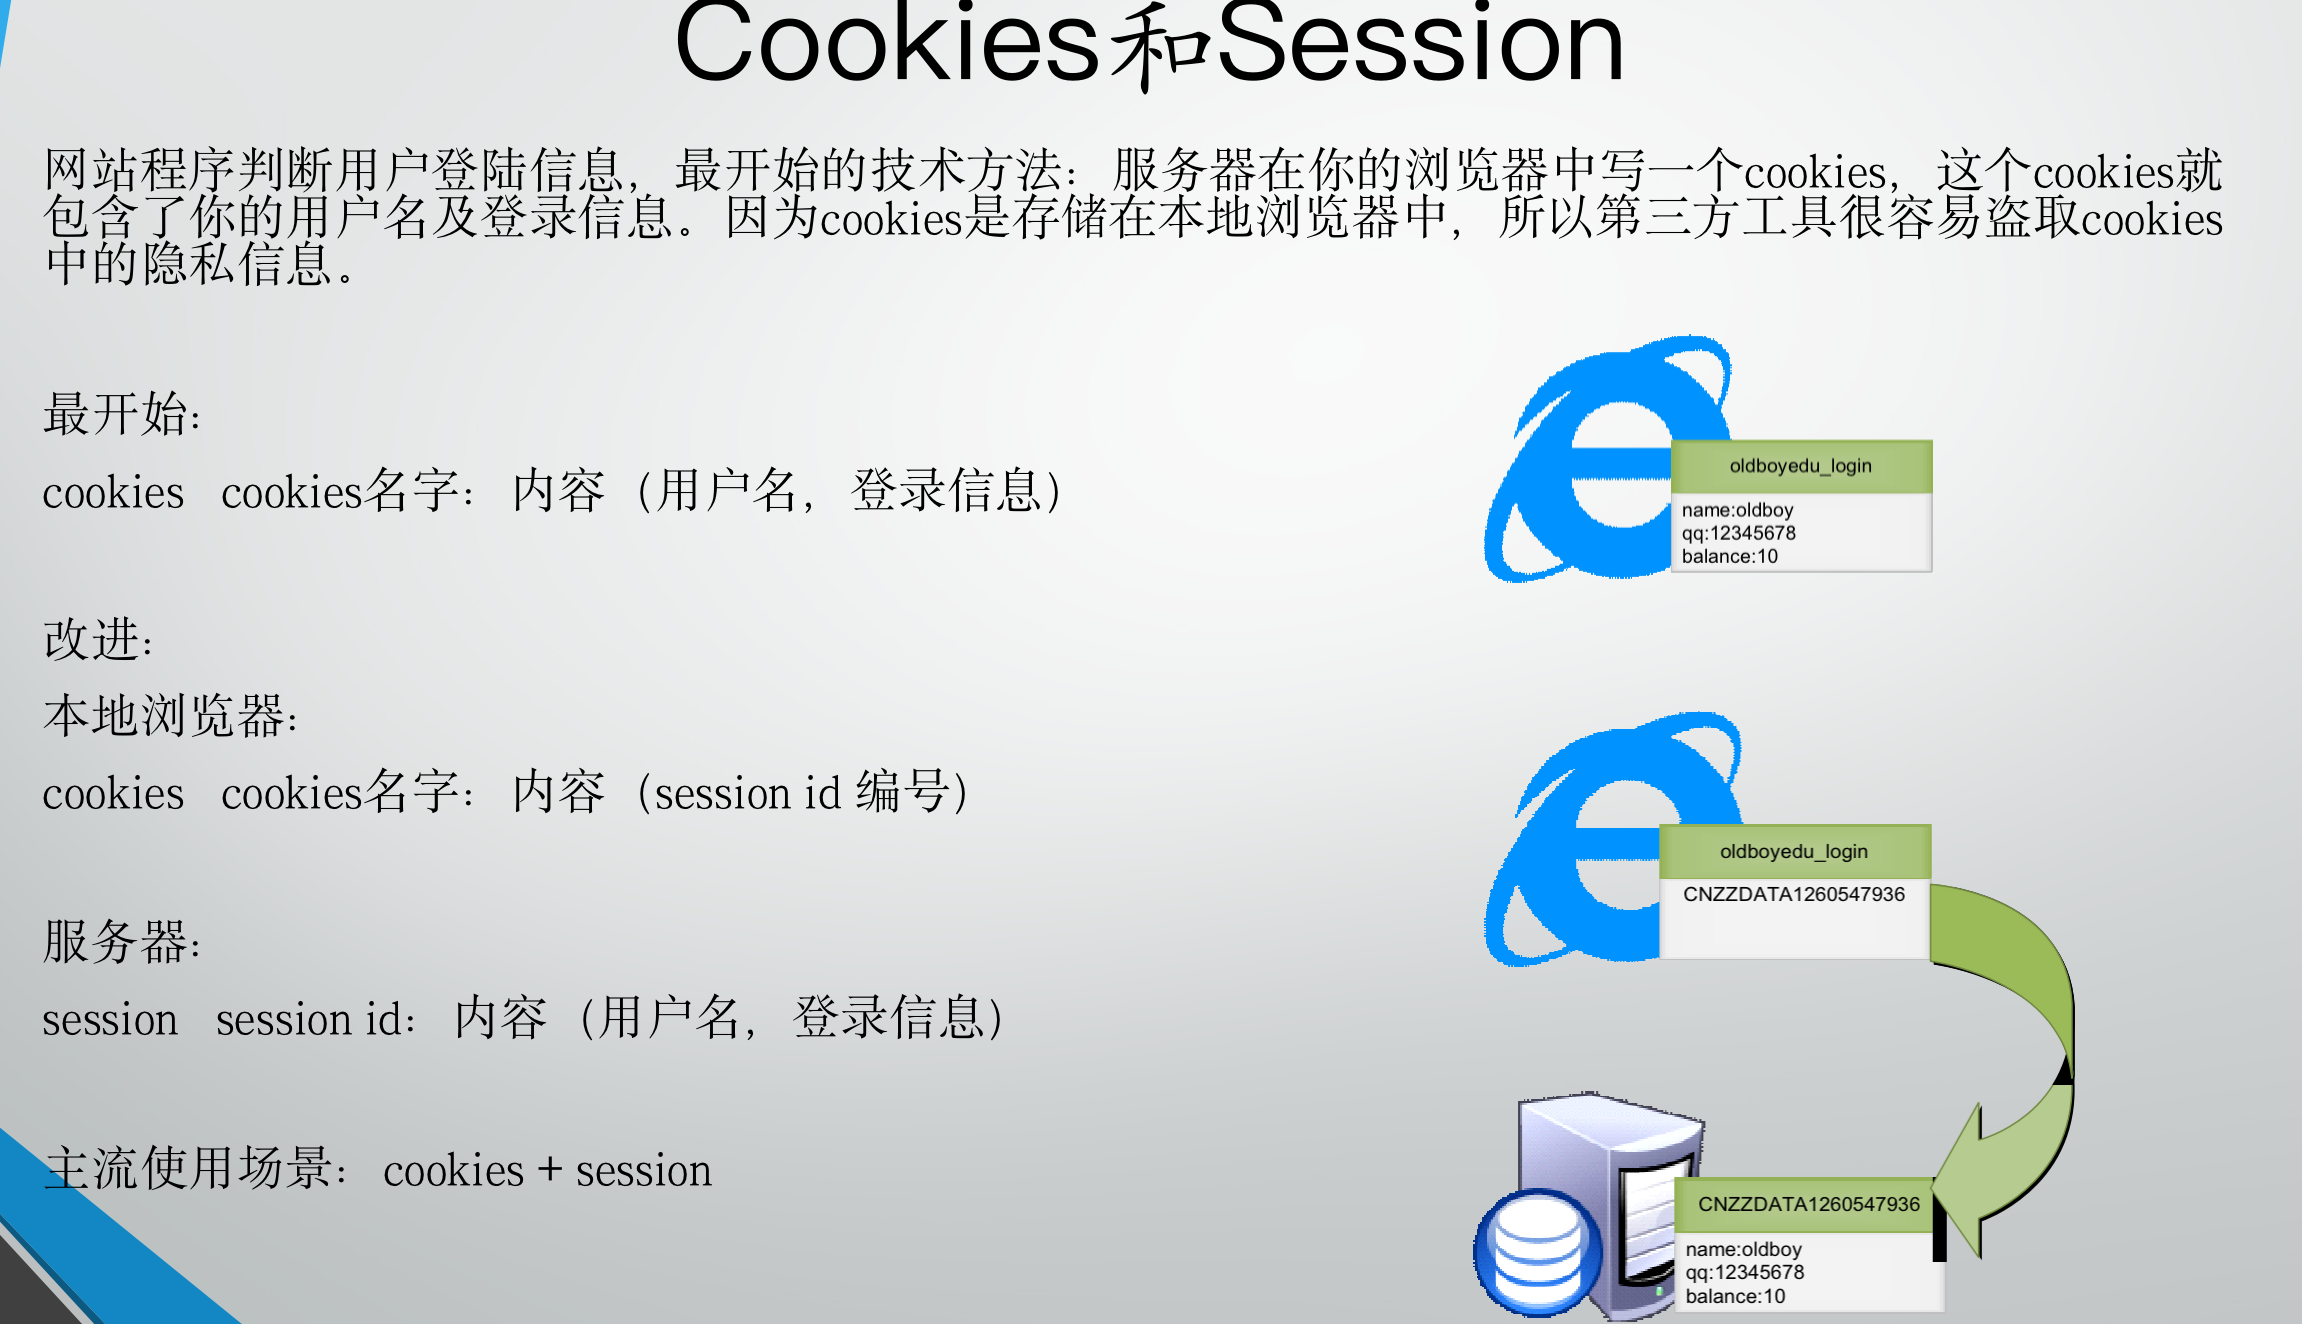 Cookies和Session
网站程序判断用户登陆信息，最开始的技术方法：服务器在你的浏览器中写一个cookies，这个cookies就
包含了你的用户名及登录信息。因为cookies是存储在本地浏览器中，所以第三方工具很容易盗取cookies
中的隐私信息。
最开始：
cookies cookies名字： 内容（用户名，登录信息）
oldboyedu_login
name:oldboy
qq:12345678
balance:10
改进：
本地浏览器：
cookies cookies名字： 内容（session id 编号）
oldboyedu_login
CNZZDATA1260547936
服务器：
session session id： 内容（用户名，登录信息）
主流使用场景： cookies + session
CNZZDATA1260547936
name:oldboy
qq:12345678
balance:10